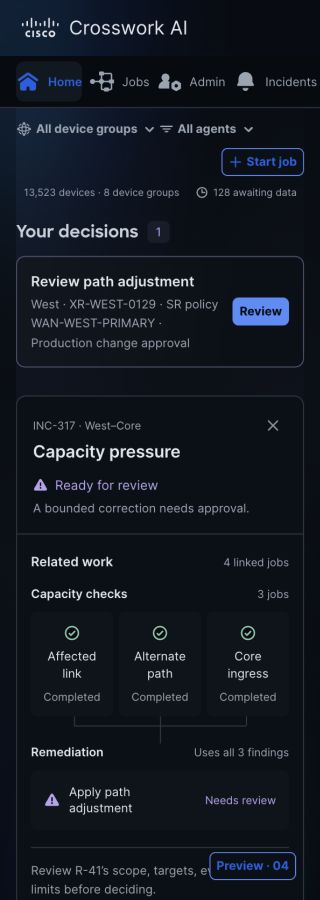 CISCO Crosswork AI
Home Jobs Admin Incidents
All device groups All agents
Start job
13,523 devices · 8 device groups 128 awaiting data
Your decisions 1
Review path adjustment
West · XR-WEST-0129 · SR policy
WAN-WEST-PRIMARY ·
Production change approval
Review
INC-317 · West–Core
Capacity pressure
Ready for review
A bounded correction needs approval.
Related work 4 linked jobs
Capacity checks 3 jobs
Affected link
Completed
Alternate path
Completed
Core ingress
Completed
Remediation Uses all 3 findings
Apply path adjustment
Needs review
Review R-41's scope, targets,
limits before deciding.
Preview · 04